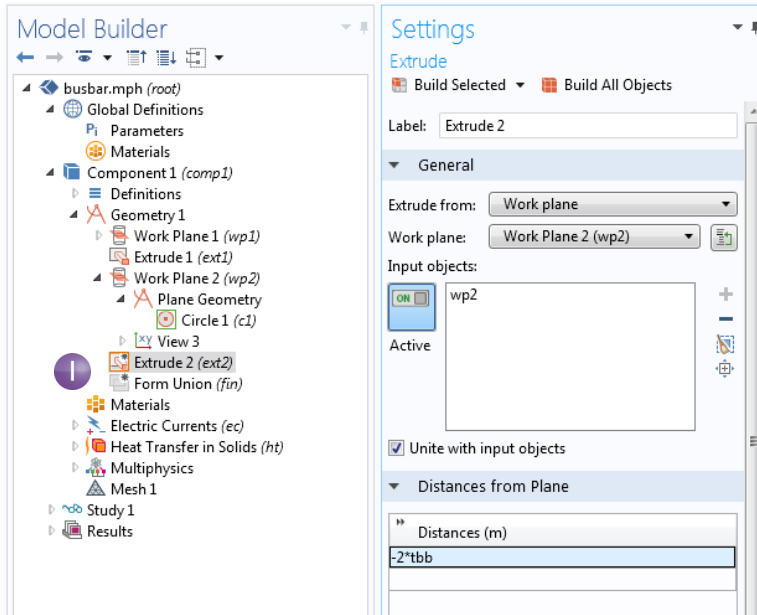 Model Builder
busbar.mph (root)
Global Definitions
Pi Parameters
Materials
Component 1 (comp1)
Definitions
Geometry 1
Work Plane 1 (wp1)
Extrude 1 (ext1)
Work Plane 2 (wp2)
Plane Geometry
Circle 1 (c1)
xy View 3
I Extrude 2 (ext2)
Form Union (fin)
Materials
Electric Currents (ec)
Heat Transfer in Solids (ht)
Multiphysics
Mesh 1
Study 1
Results
Settings
Extrude
Build Selected Build All Objects
Label: Extrude 2
General
Extrude from: Work plane
Work plane: Work Plane 2 (wp2)
Input objects:
ON wp2
Active
Unite with input objects
Distances from Plane
Distances (m)
-2*tbb